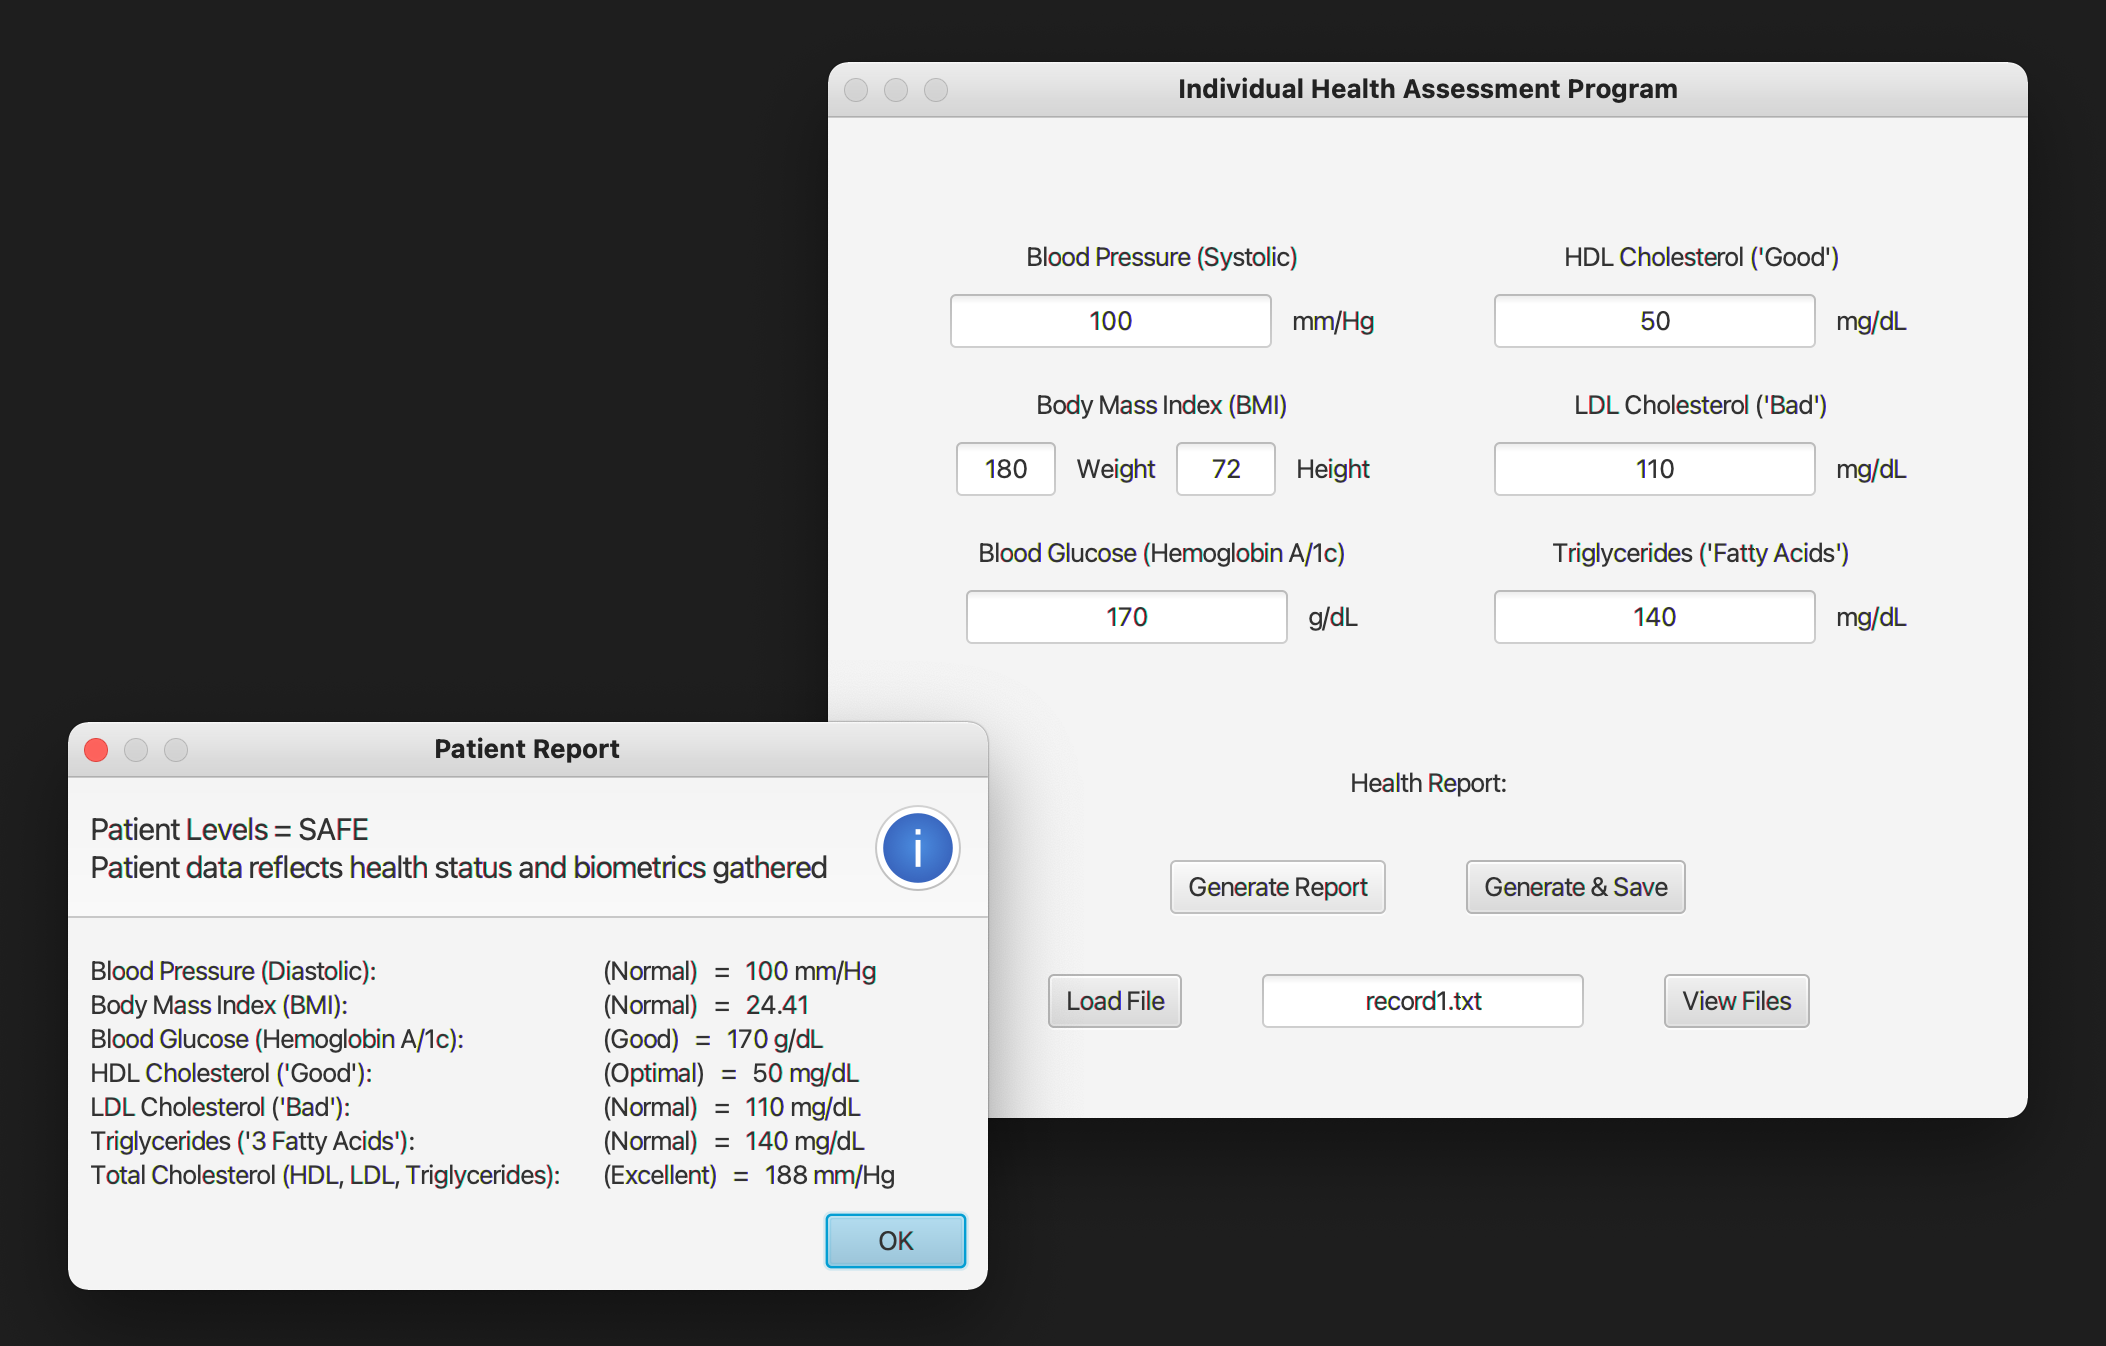 Individual Health Assessment Program
Blood Pressure (Systolic)
100 mm/Hg
HDL Cholesterol ('Good')
50 mg/dL
Body Mass Index (BMI)
180 Weight 72 Height
LDL Cholesterol ('Bad')
110 mg/dL
Blood Glucose (Hemoglobin A/1c)
170 g/dL
Triglycerides ('Fatty Acids')
140 mg/dL
Health Report:
Generate Report
Generate & Save
Load File
record1.txt
View Files
Patient Report
Patient Levels = SAFE
Patient data reflects health status and biometrics gathered
Blood Pressure (Diastolic): (Normal) = 100 mm/Hg
Body Mass Index (BMI): (Normal) = 24.41
Blood Glucose (Hemoglobin A/1c): (Good) = 170 g/dL
HDL Cholesterol ('Good'): (Optimal) = 50 mg/dL
LDL Cholesterol ('Bad'): (Normal) = 110 mg/dL
Triglycerides ('3 Fatty Acids'): (Normal) = 140 mg/dL
Total Cholesterol (HDL, LDL, Triglycerides): (Excellent) = 188 mm/Hg
OK